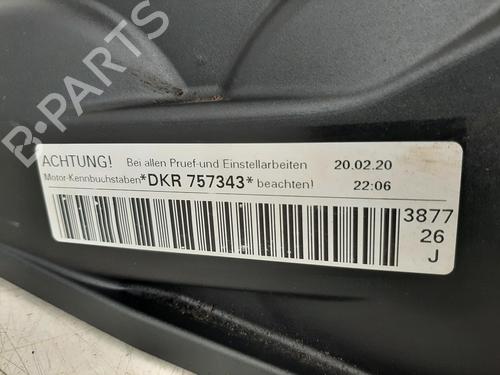 B-Parts
ACHTUNG! Bei allen Pruef-und Einstellarbeiten 20.02.20
Motor-Kennbuchstaben*DKR 757343* beachten! 22:06
3877
26
J